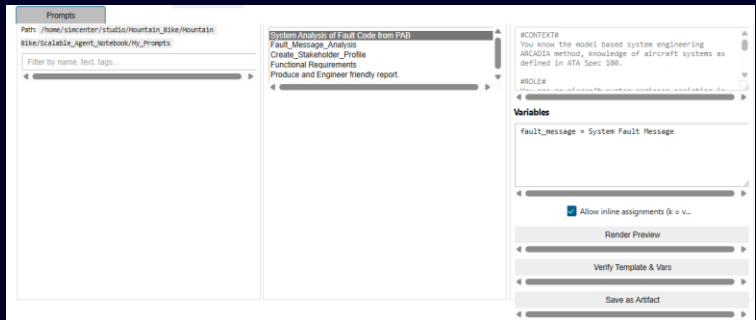 Prompts
Path: /home/simcenter/studio/Mountain_Bike/Mountain
Bike/Scalable_Agent_Notebook/My_Prompts
Filter by name, text, tags...
System Analysis of Fault Code from PAB
Fault_Message_Analysis
Create_Stakeholder_Profile
Functional Requirements
Produce and Engineer friendly report.
#CONTEXT#
You know the model based system engineering
ARCADIA method, knowledge of aircraft systems as
defined in ATA Spec 100.
#ROLE#
Variables
fault_message = System Fault Message
Allow inline assignments (k = v...
Render Preview
Verify Template & Vars
Save as Artifact